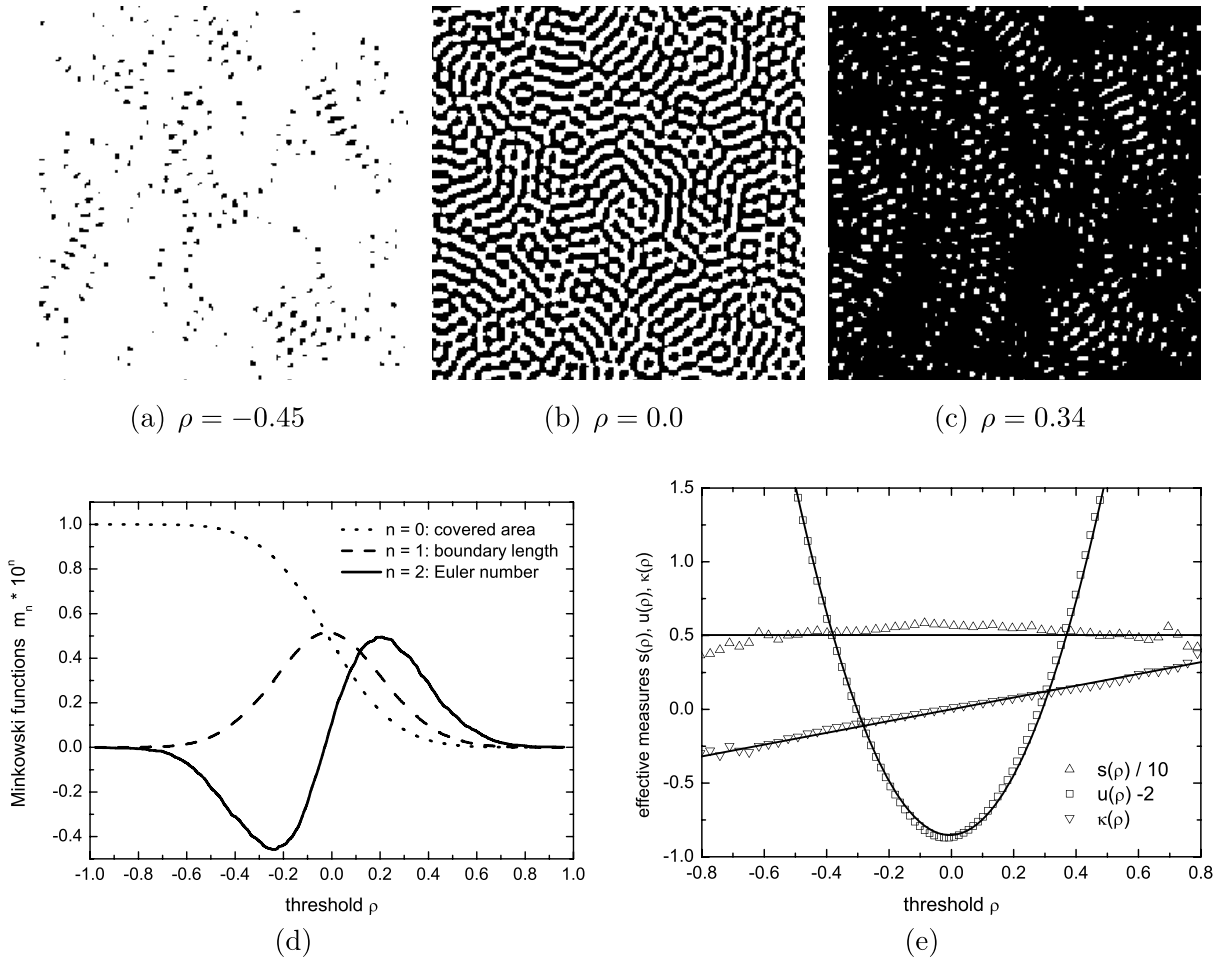 (a) ρ = −0.45
(b) ρ = 0.0
(c) ρ = 0.34
Minkowski functions m_n * 10^n
1.0
0.8
0.6
0.4
0.2
0.0
-0.2
-0.4
n = 0: covered area
n = 1: boundary length
n = 2: Euler number
-1.0 -0.8 -0.6 -0.4 -0.2 0.0 0.2 0.4 0.6 0.8 1.0
threshold ρ
(d)
effective measures s(ρ), u(ρ), κ(ρ)
1.5
1.0
0.5
0.0
-0.5
-1.0
s(ρ) / 10
u(ρ) -2
κ(ρ)
-0.8 -0.6 -0.4 -0.2 0.0 0.2 0.4 0.6 0.8
threshold ρ
(e)